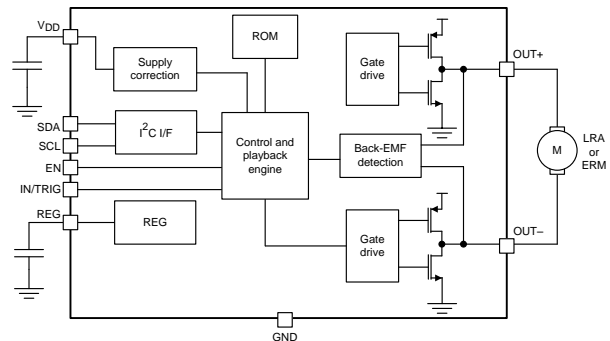 VDD
ROM
Gate
drive
OUT+
Supply
correction
SDA
I²C I/F
SCL
Control and
playback
engine
Back-EMF
detection
M
LRA
or
ERM
EN
IN/TRIG
REG
REG
Gate
drive
OUT–
GND